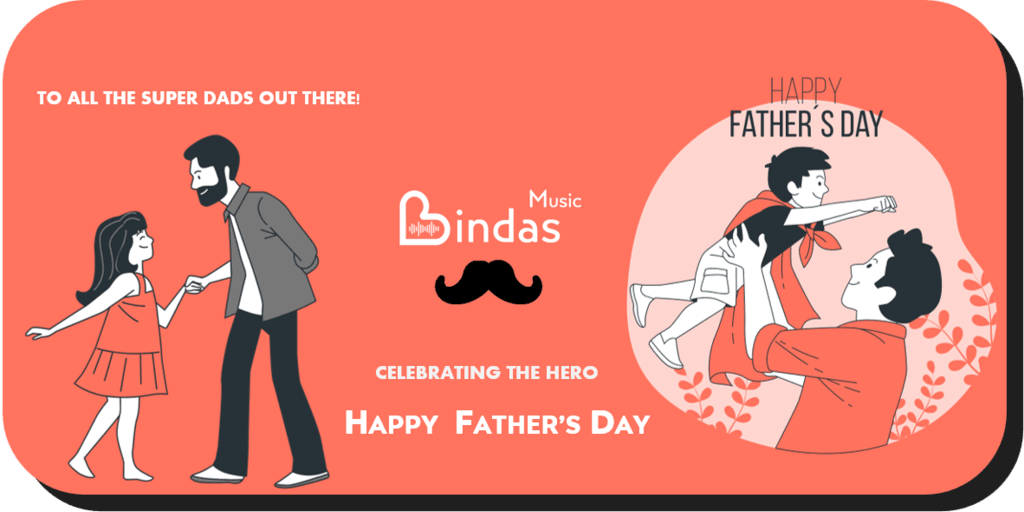 TO ALL THE SUPER DADS OUT THERE!
HAPPY
FATHER´S DAY
Music
Bindas
CELEBRATING THE HERO
HAPPY FATHER'S DAY